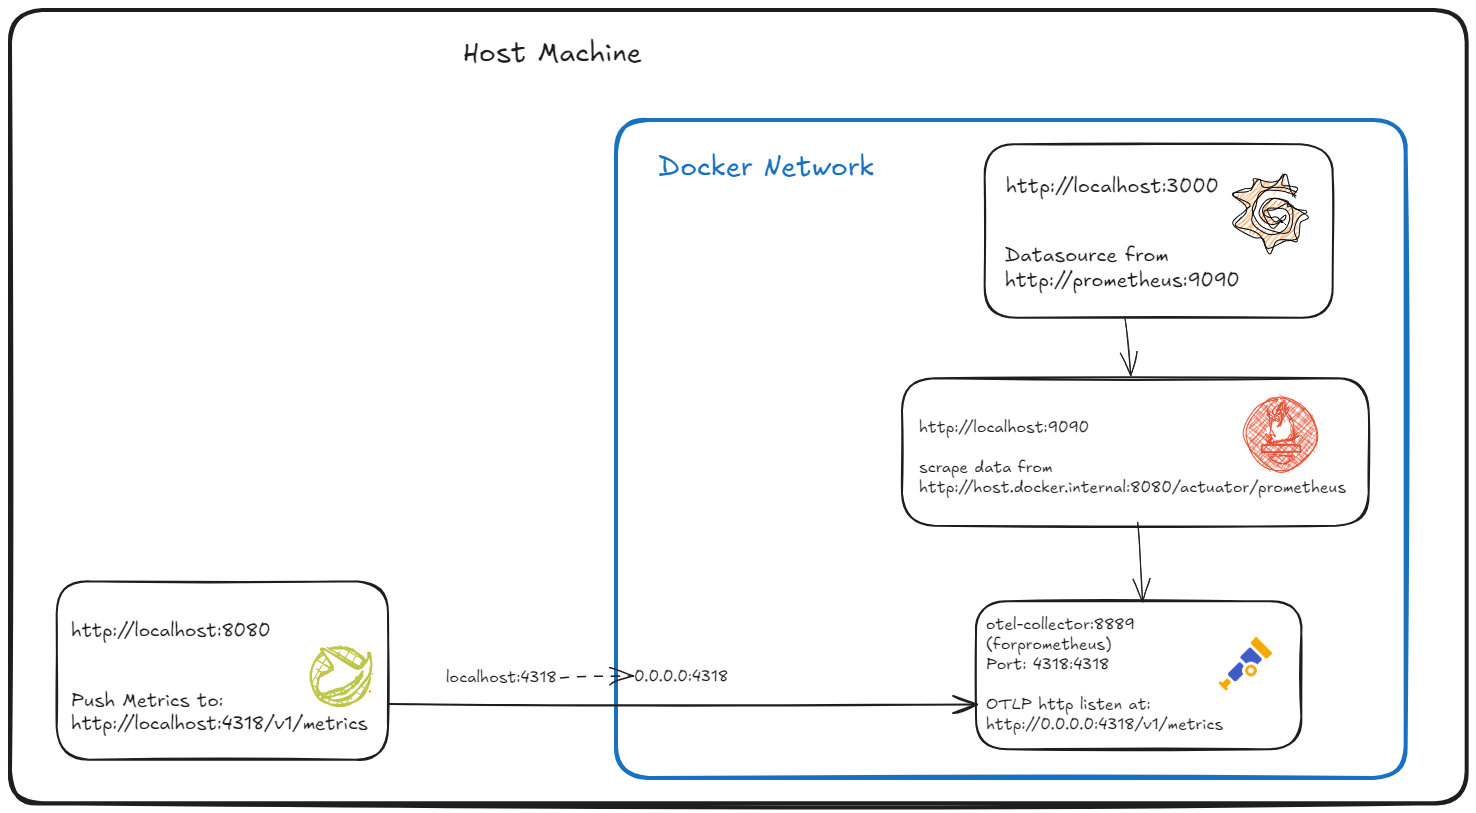 Host Machine
Docker Network
http://localhost:3000
Datasource from
http://prometheus:9090
http://localhost:9090
scrape data from
http://host.docker.internal:8080/actuator/prometheus
http://localhost:8080
Push Metrics to:
http://localhost:4318/v1/metrics
localhost:4318
0.0.0.0:4318
otel-collector:8889
(forprometheus)
Port: 4318:4318
OTLP http listen at:
http://0.0.0.0:4318/v1/metrics